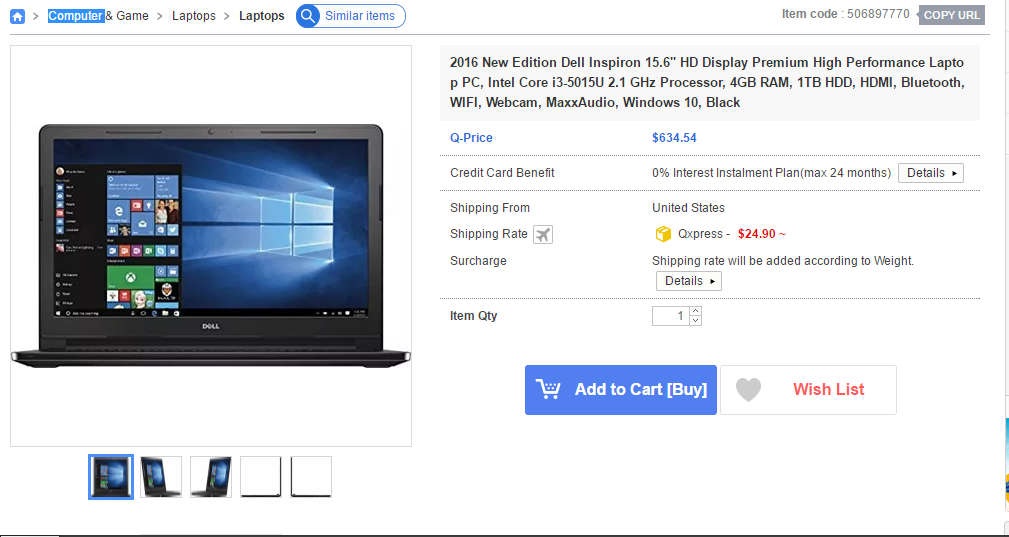 Computer & Game > Laptops > Laptops Similar items
Item code : 506897770 COPY URL
2016 New Edition Dell Inspiron 15.6" HD Display Premium High Performance Lapto
p PC, Intel Core i3-5015U 2.1 GHz Processor, 4GB RAM, 1TB HDD, HDMI, Bluetooth,
WIFI, Webcam, MaxxAudio, Windows 10, Black
Q-Price $634.54
Credit Card Benefit 0% Interest Instalment Plan(max 24 months) Details
Shipping From United States
Shipping Rate Qxpress - $24.90 ~
Surcharge Shipping rate will be added according to Weight.
Details
Item Qty 1
Add to Cart [Buy] Wish List
DELL
HALO